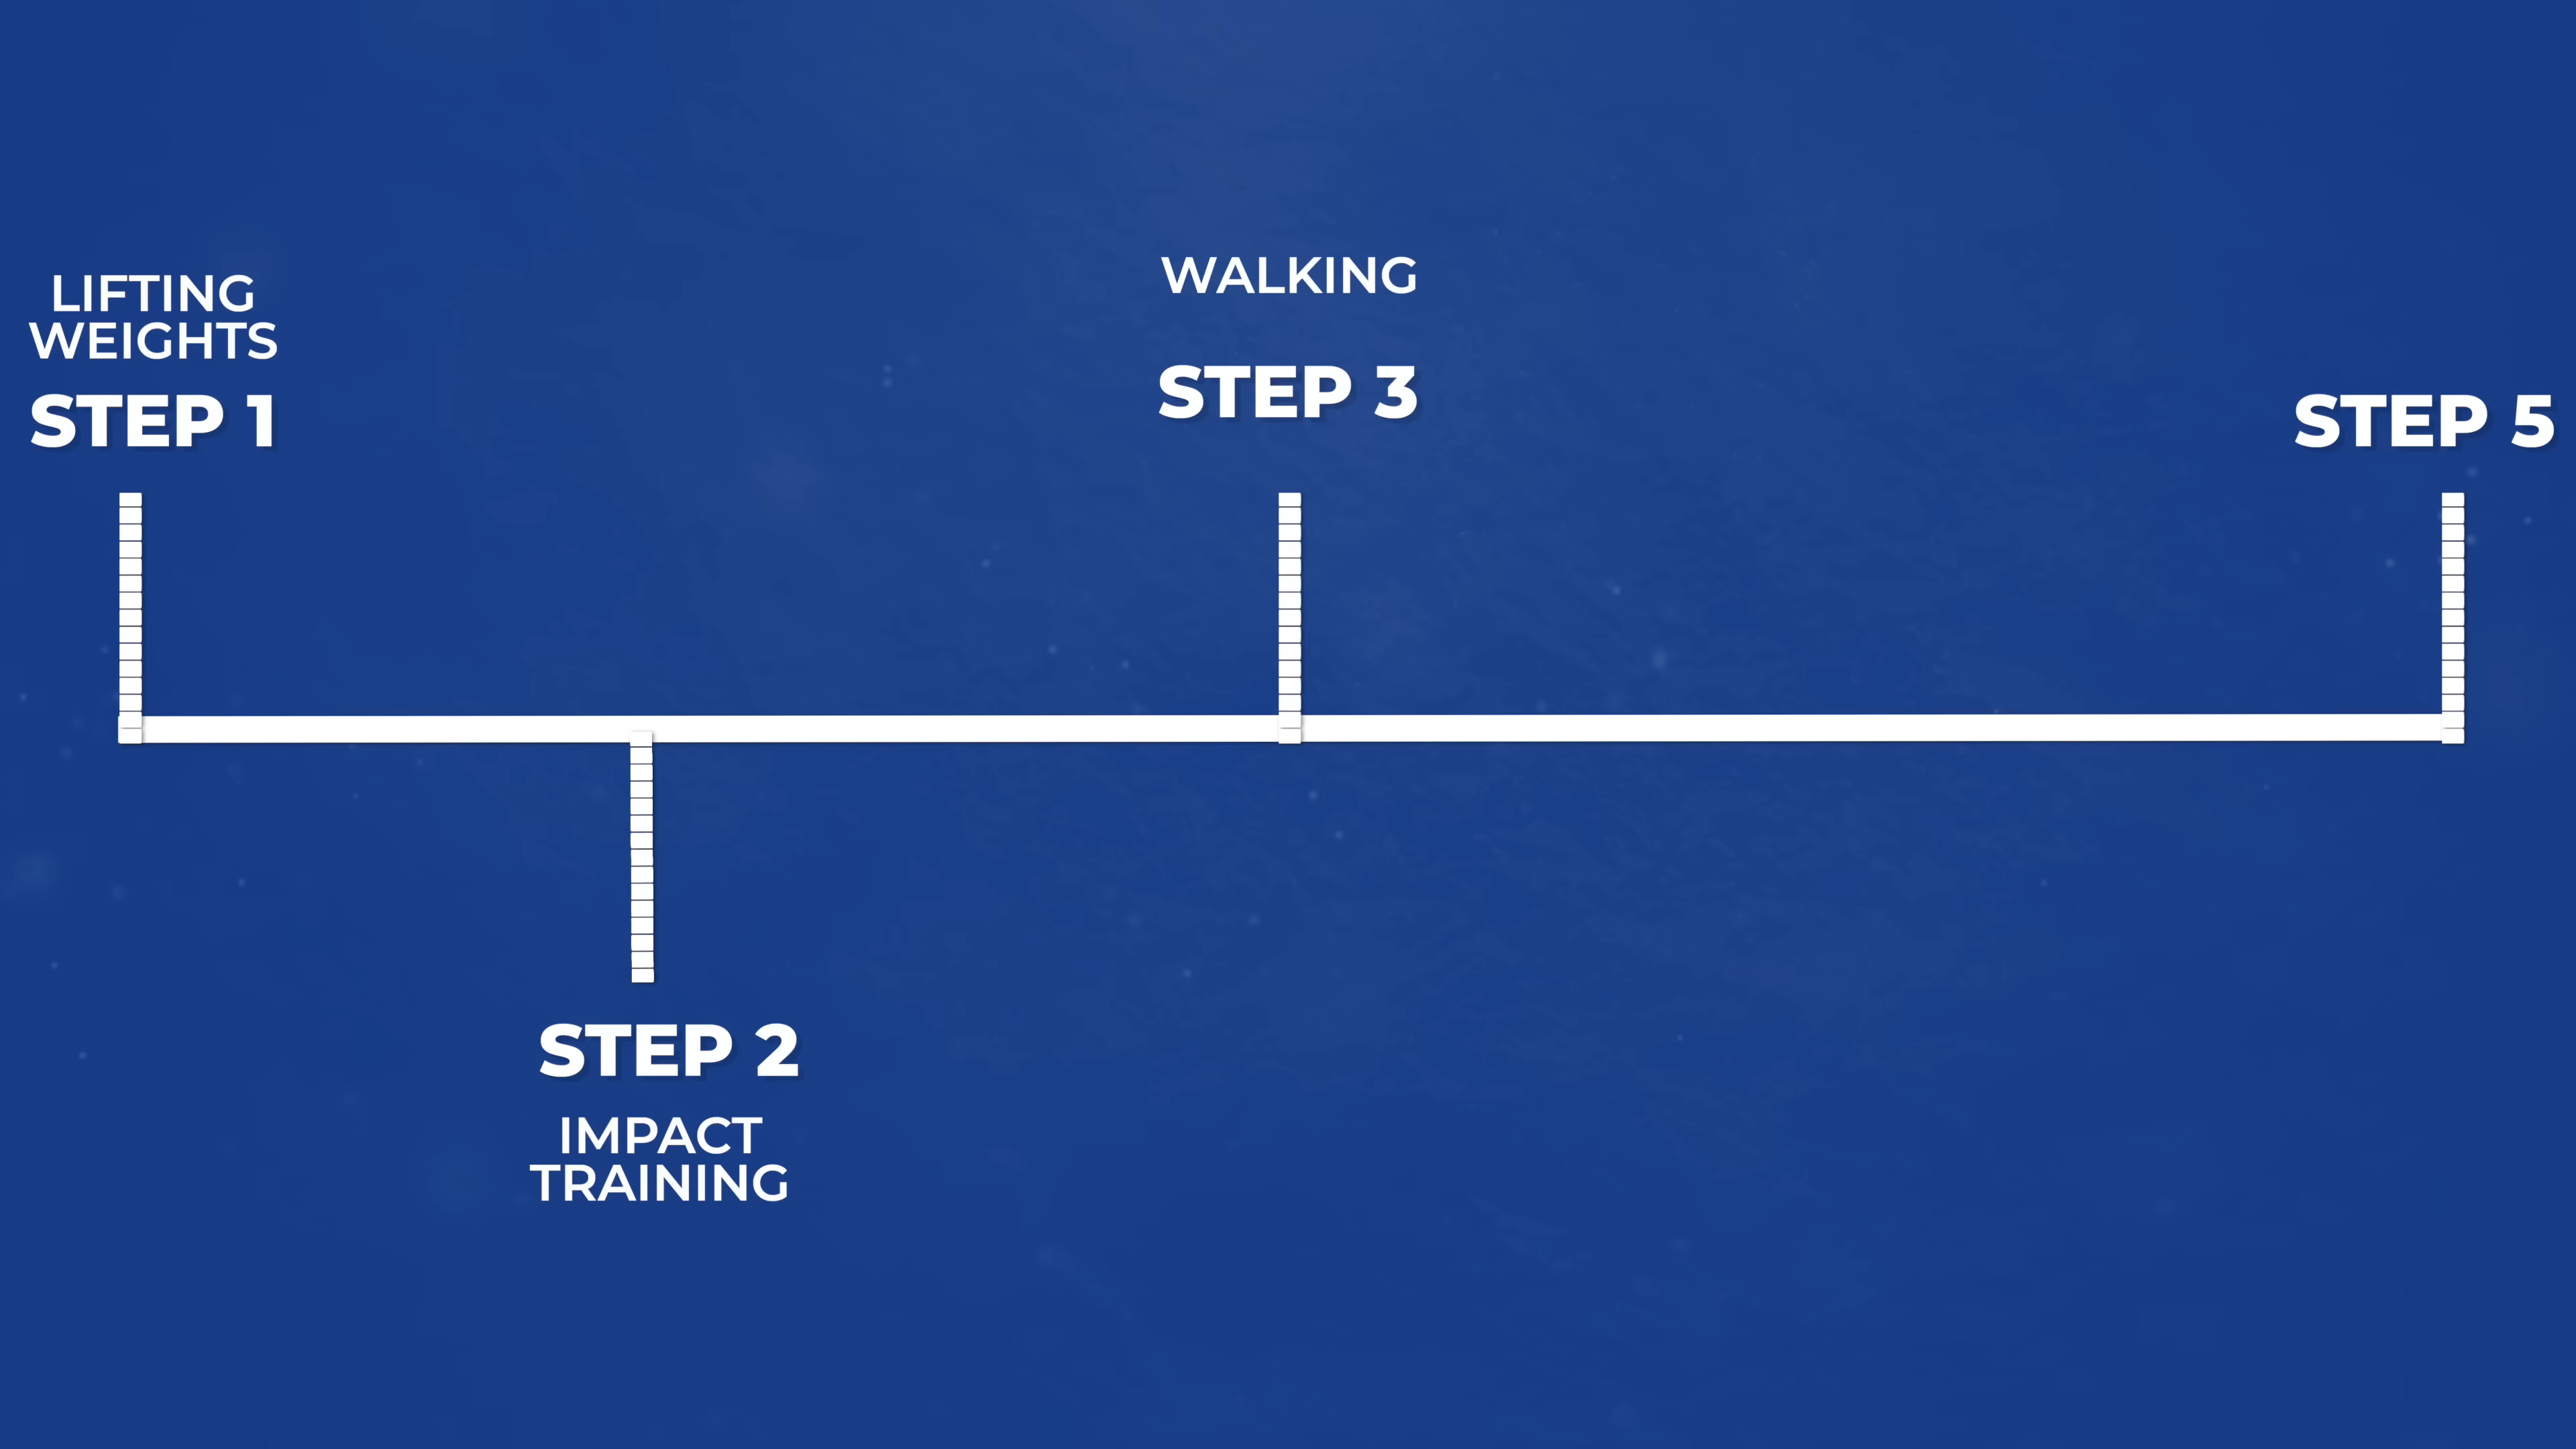 LIFTING
WEIGHTS
STEP 1
STEP 2
IMPACT
TRAINING
WALKING
STEP 3
STEP 5